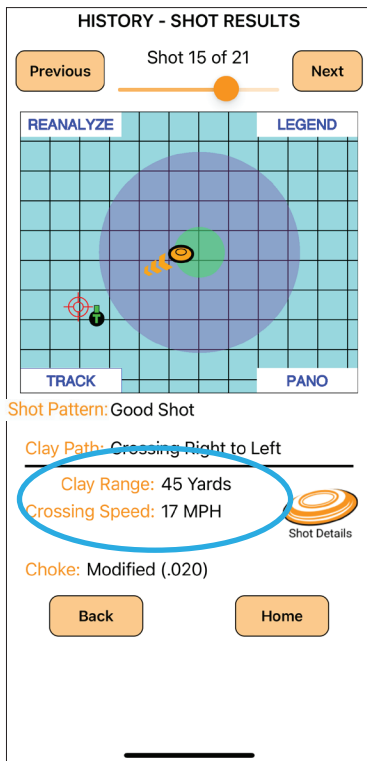 HISTORY - SHOT RESULTS
Previous
Shot 15 of 21
Next
REANALYZE
LEGEND
TRACK
PANO
Shot Pattern: Good Shot
Clay Path: Crossing Right to Left
Clay Range: 45 Yards
Crossing Speed: 17 MPH
Shot Details
Choke: Modified (.020)
Back
Home